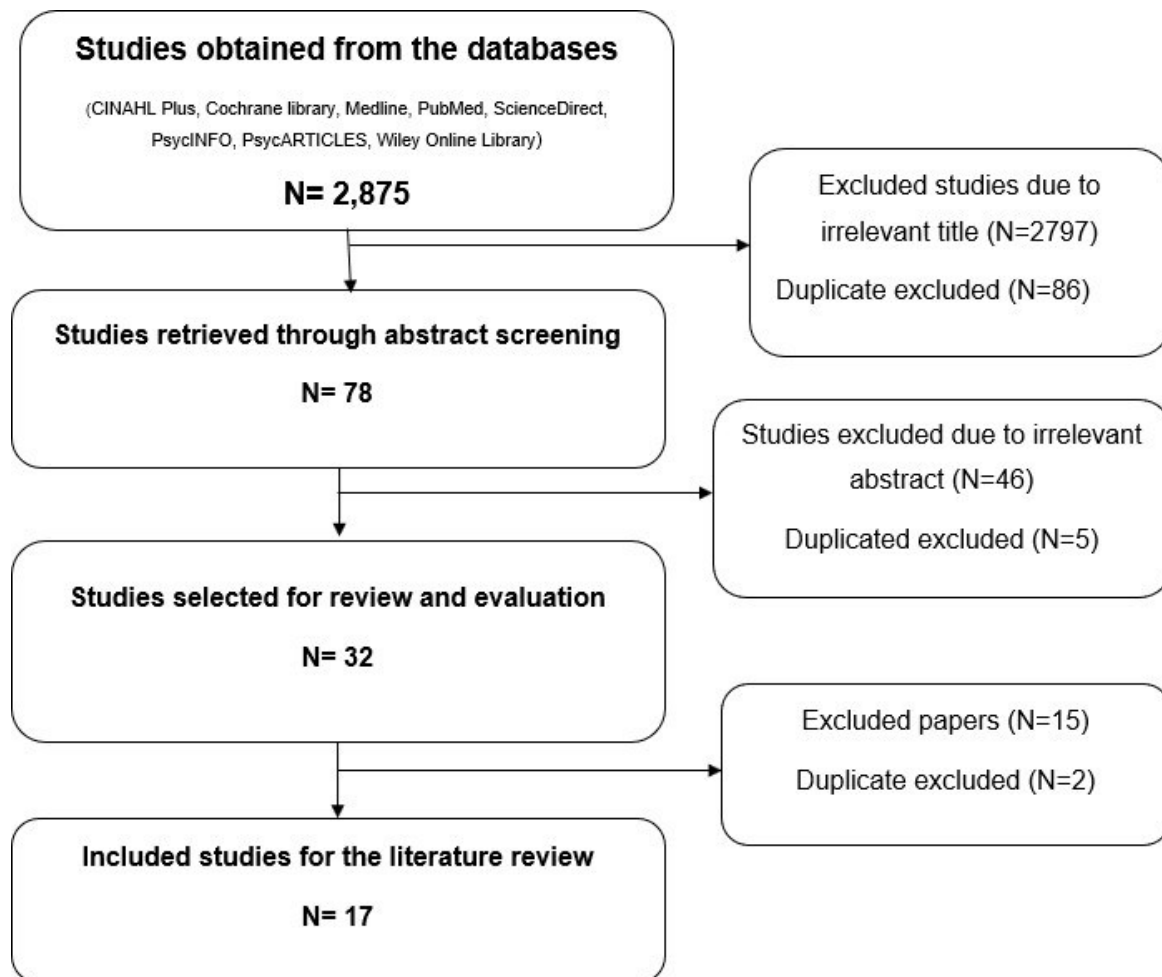 Studies obtained from the databases
(CINAHL Plus, Cochrane library, Medline, PubMed, ScienceDirect,
PsycINFO, PsycARTICLES, Wiley Online Library)
N= 2,875
Excluded studies due to
irrelevant title (N=2797)
Duplicate excluded (N=86)
Studies retrieved through abstract screening
N= 78
Studies excluded due to irrelevant
abstract (N=46)
Duplicated excluded (N=5)
Studies selected for review and evaluation
N= 32
Excluded papers (N=15)
Duplicate excluded (N=2)
Included studies for the literature review
N= 17